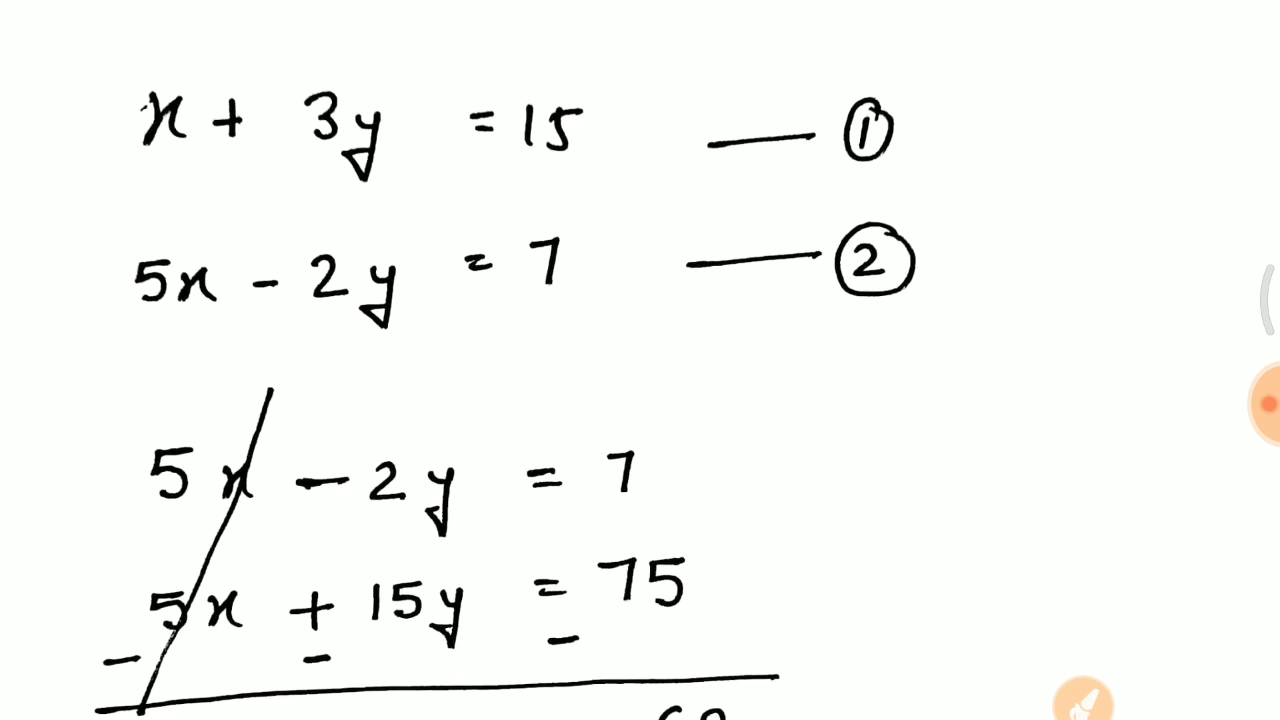 x + 3y = 15 — ①
5x - 2y = 7 — ②
5x - 2y = 7
5x + 15y = 75
- - -